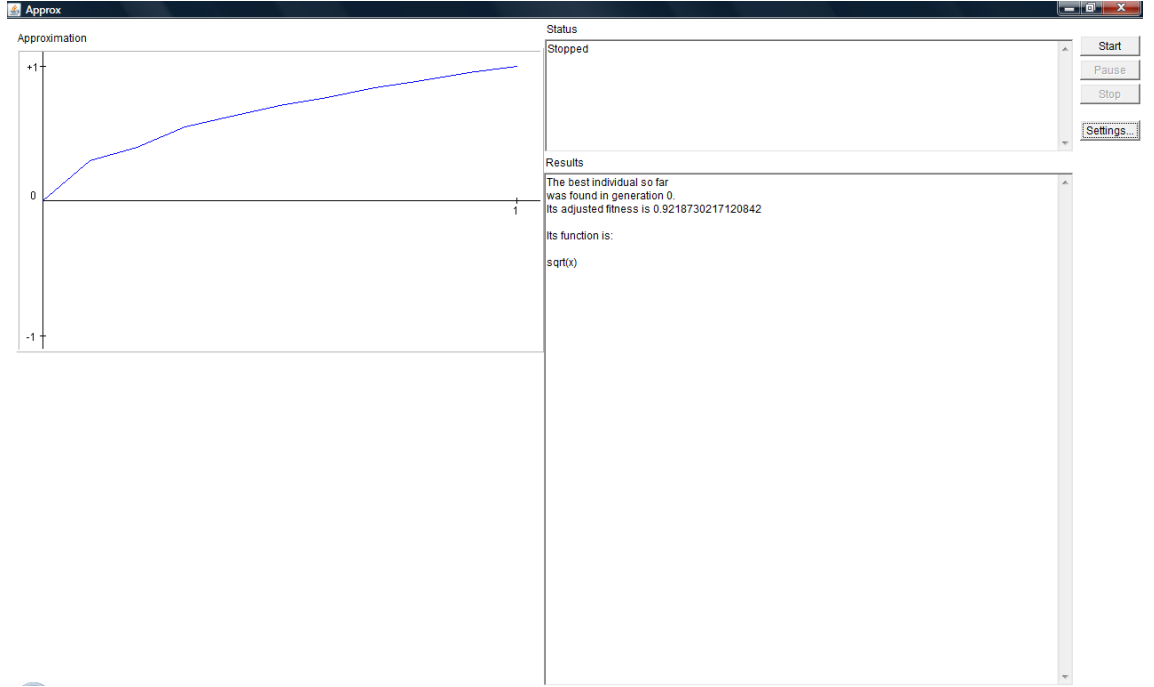 Approx
Approximation
+1
0
1
-1
Status
Stopped
Start
Pause
Stop
Settings...
Results
The best individual so far
was found in generation 0.
Its adjusted fitness is 0.9218730217120842
Its function is:
sqrt(x)